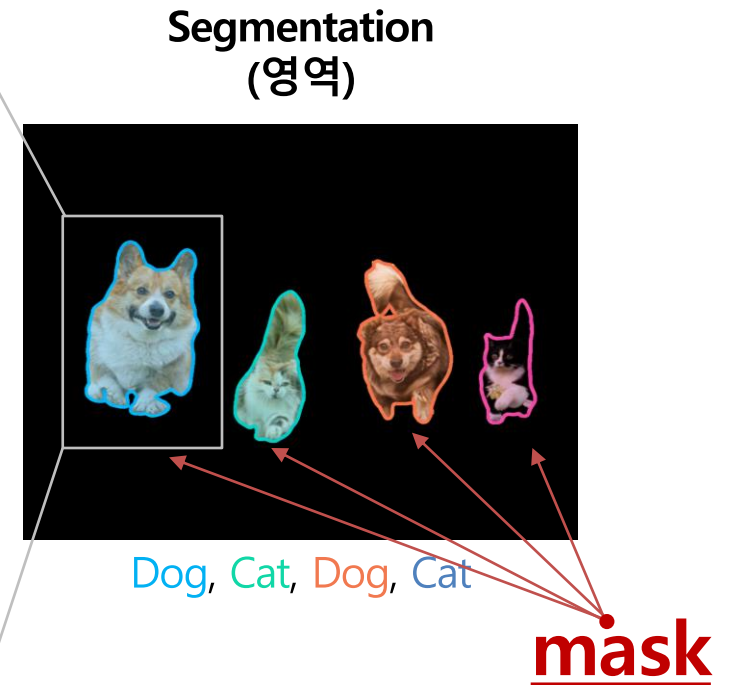 Segmentation
(영역)
Dog, Cat, Dog, Cat
mask